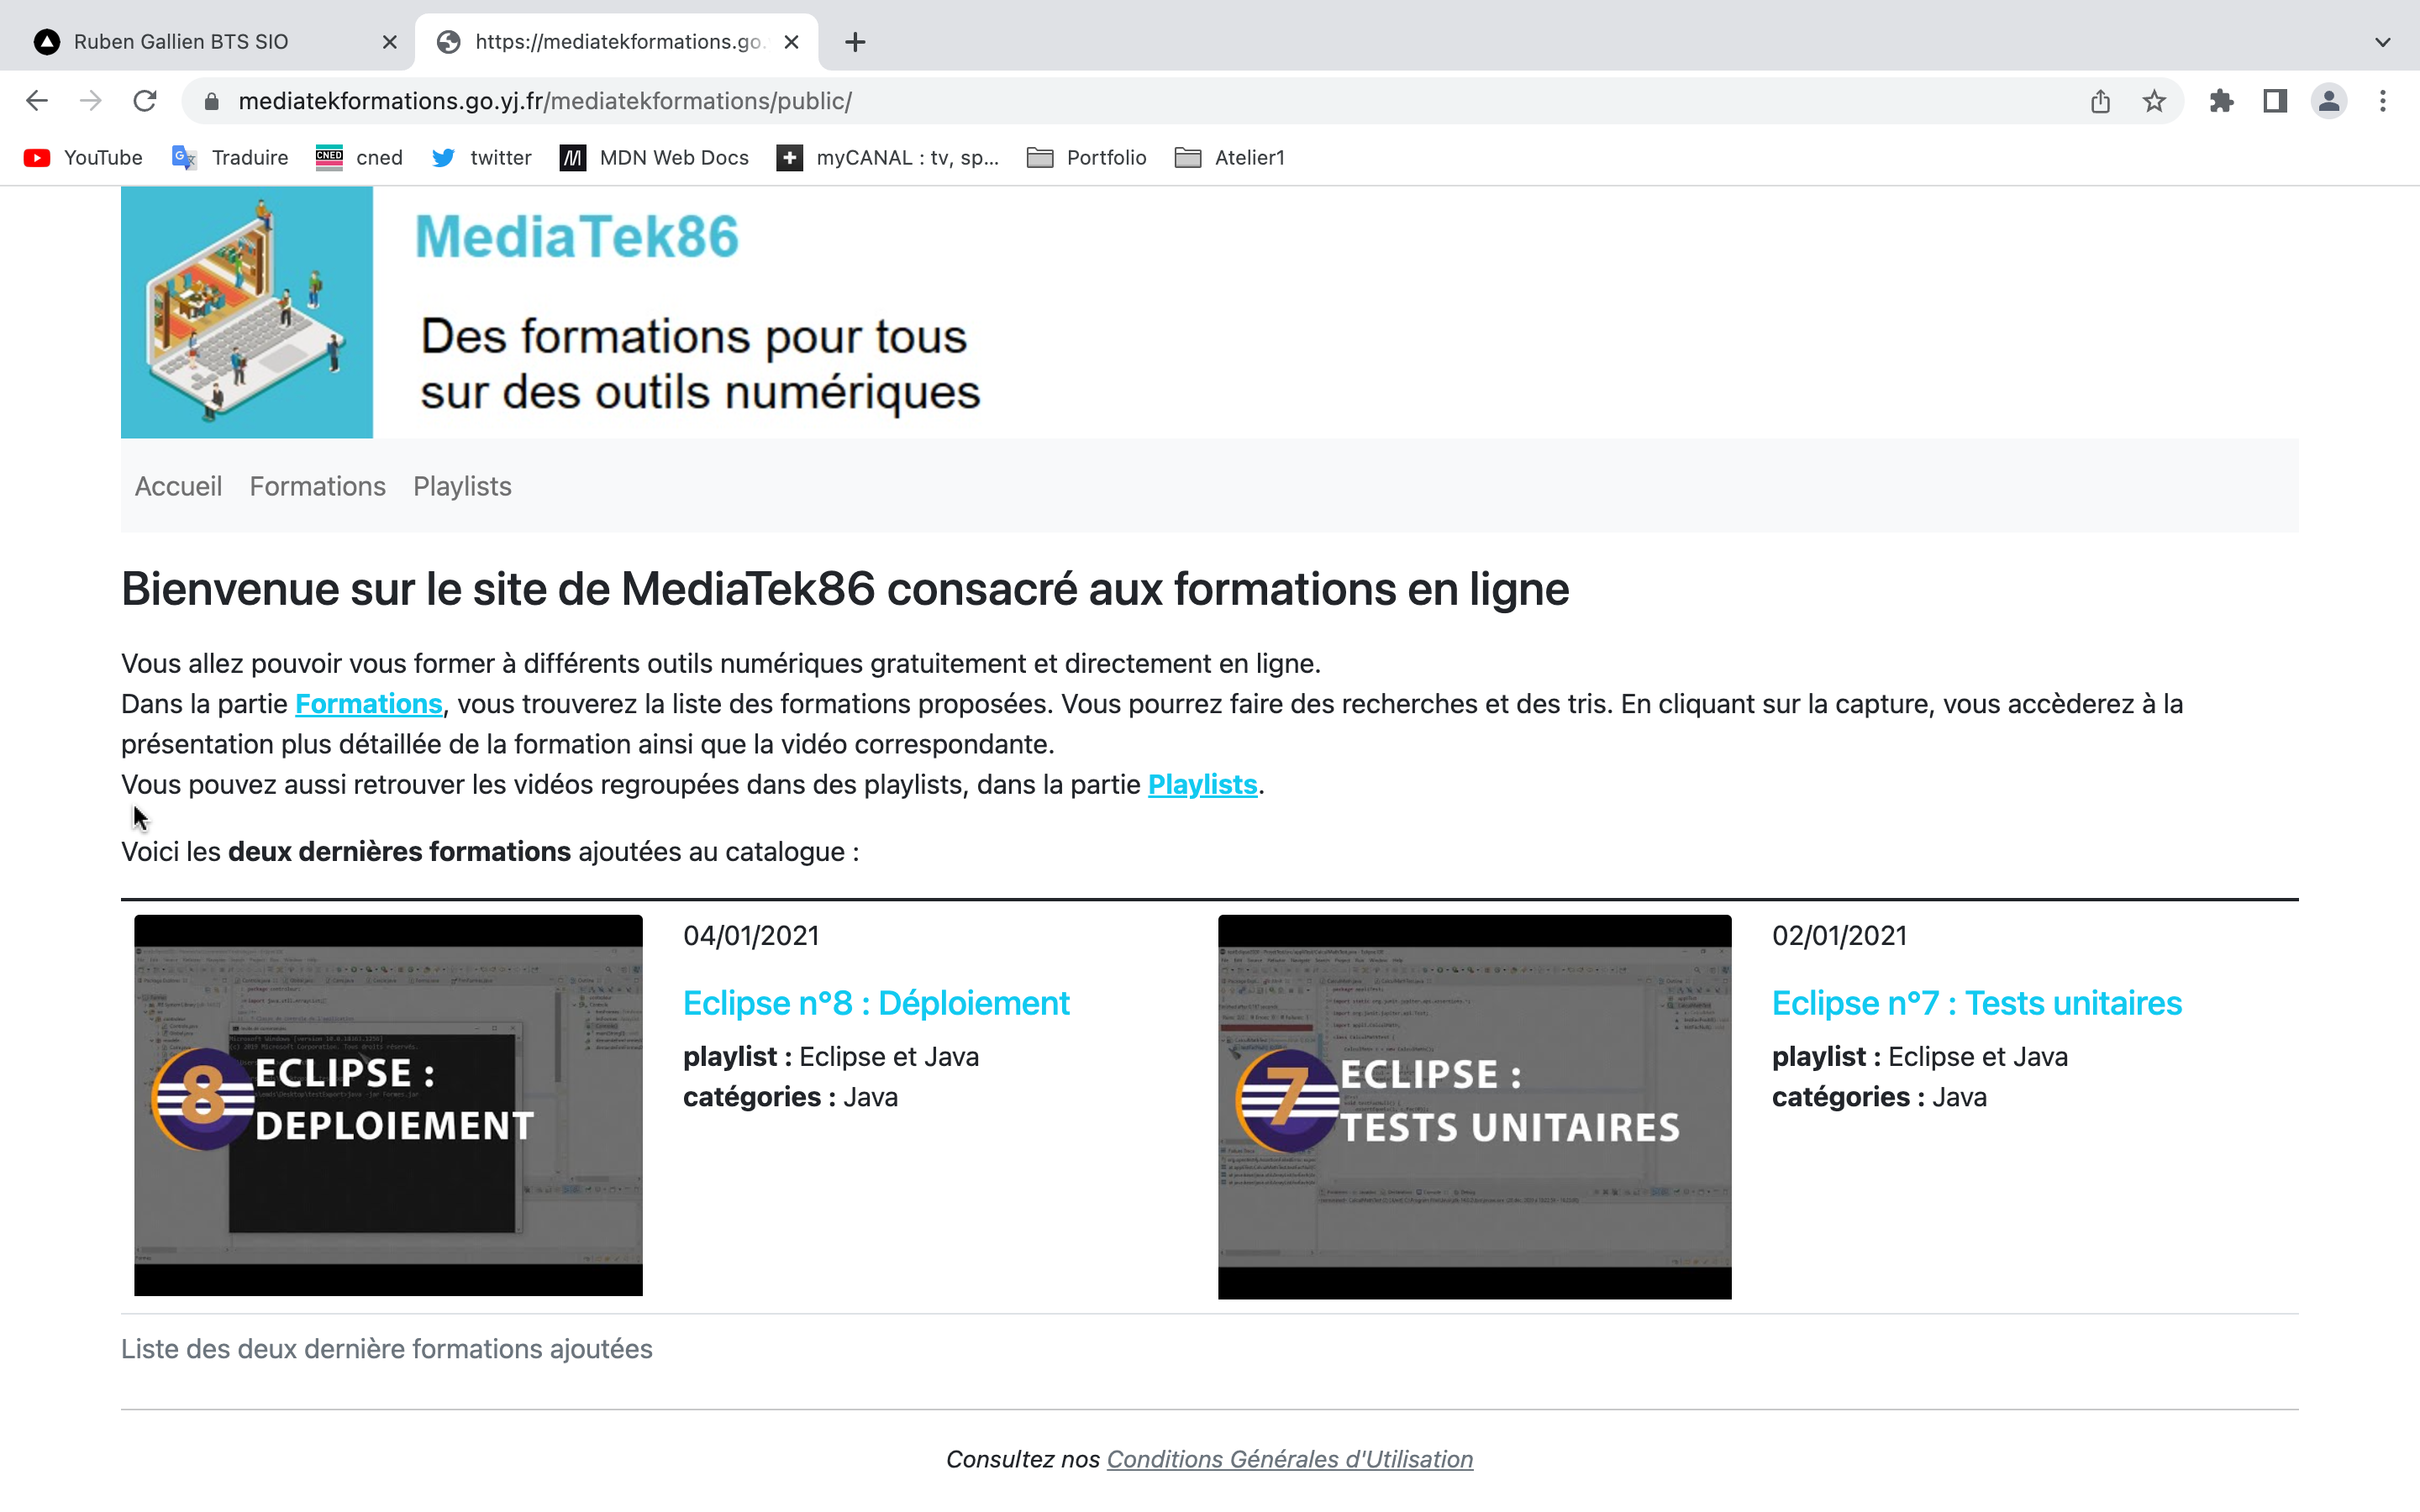 Ruben Gallien BTS SIO
https://mediatekformations.go.
mediatekformations.go.yj.fr/mediatekformations/public/
YouTube Traduire cned twitter MDN Web Docs myCANAL : tv, sp... Portfolio Atelier1
MediaTek86
Des formations pour tous
sur des outils numériques
Accueil Formations Playlists
Bienvenue sur le site de MediaTek86 consacré aux formations en ligne
Vous allez pouvoir vous former à différents outils numériques gratuitement et directement en ligne.
Dans la partie Formations, vous trouverez la liste des formations proposées. Vous pourrez faire des recherches et des tris. En cliquant sur la capture, vous accèderez à la
présentation plus détaillée de la formation ainsi que la vidéo correspondante.
Vous pouvez aussi retrouver les vidéos regroupées dans des playlists, dans la partie Playlists.
Voici les deux dernières formations ajoutées au catalogue :
8 ECLIPSE :
DEPLOIEMENT
04/01/2021
Eclipse n°8 : Déploiement
playlist : Eclipse et Java
catégories : Java
7 ECLIPSE :
TESTS UNITAIRES
02/01/2021
Eclipse n°7 : Tests unitaires
playlist : Eclipse et Java
catégories : Java
Liste des deux dernière formations ajoutées
Consultez nos Conditions Générales d'Utilisation